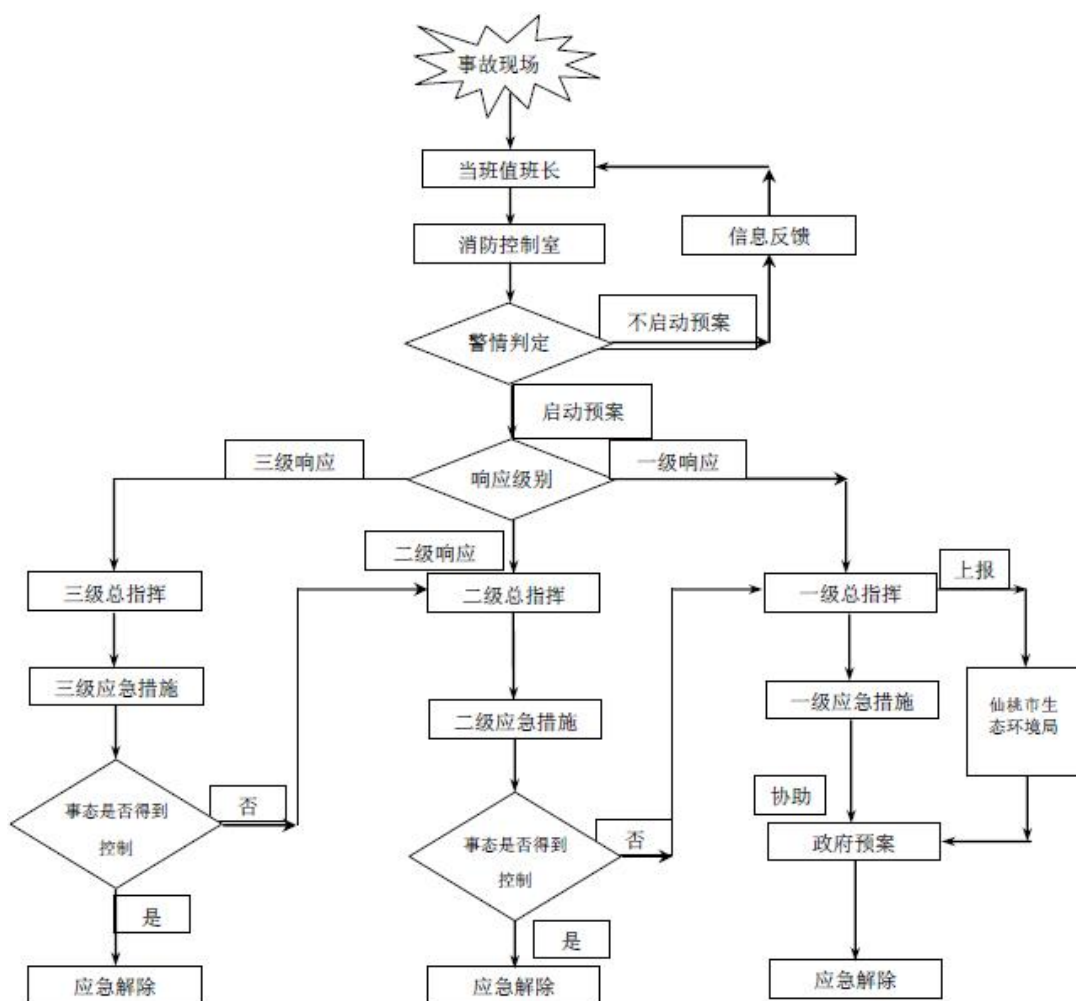 事故现场
当班值班长
消防控制室
信息反馈
不启动预案
警情判定
启动预案
三级响应
一级响应
响应级别
二级响应
上报
三级总指挥
二级总指挥
一级总指挥
三级应急措施
一级应急措施
仙桃市生
态环境局
二级应急措施
事态是否得到
控制
否
协助
事态是否得到
控制
否
政府预案
是
是
应急解除
应急解除
应急解除